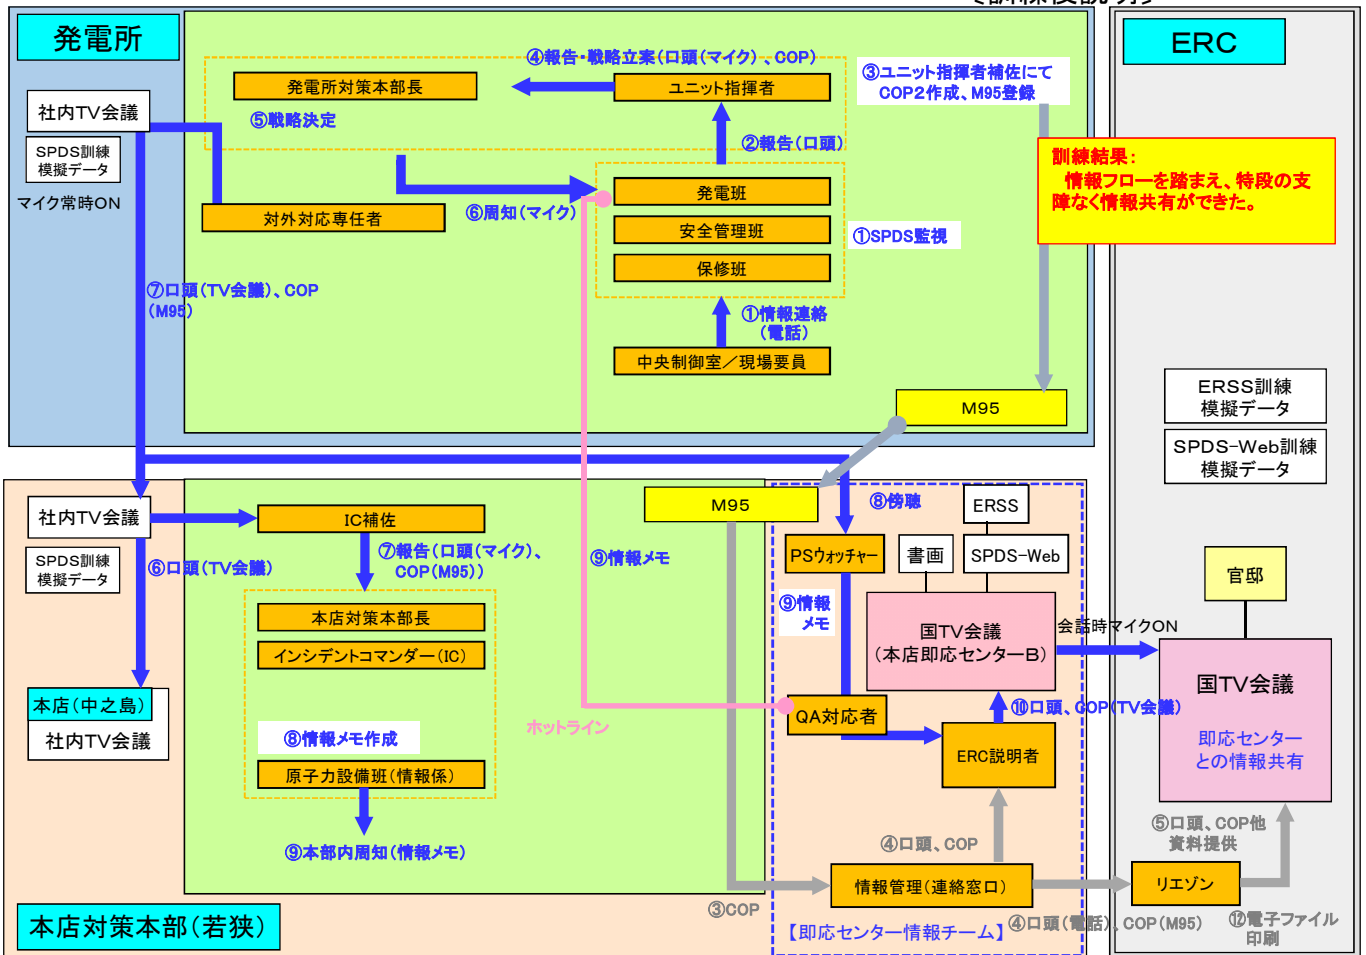 発電所
ERC
④報告・戦略立案(口頭(マイク)、COP)
発電所対策本部長
ユニット指揮者
③ユニット指揮者補佐にて
COP2作成、M95登録
社内TV会議
⑤戦略決定
SPDS訓練
模擬データ
②報告(口頭)
訓練結果:
情報フローを踏まえ、特段の支
障なく情報共有ができた。
マイク常時ON
発電班
対外対応専任者
⑥周知(マイク)
安全管理班
①SPDS監視
保修班
⑦口頭(TV会議)、COP
(M95)
①情報連絡
(電話)
中央制御室/現場要員
M95
ERSS訓練
模擬データ
SPDS-Web訓練
模擬データ
社内TV会議
IC補佐
M95
⑧傍聴
ERSS
SPDS訓練
模擬データ
⑥口頭(TV会議)
⑦報告(口頭(マイク)、
COP(M95))
⑨情報メモ
PSウォッチャー
書画
SPDS-Web
官邸
⑨情報
メモ
本店対策本部長
インシデントコマンダー(IC)
国TV会議
(本店即応センターB)
会話時マイクON
国TV会議
即応センター
との情報共有
本店(中之島)
社内TV会議
⑧情報メモ作成
ホットライン
QA対応者
⑩口頭、COP(TV会議)
ERC説明者
原子力設備班(情報係)
⑨本部内周知(情報メモ)
④口頭、COP
⑤口頭、COP他
資料提供
情報管理(連絡窓口)
リエゾン
③COP
④口頭(電話)、COP(M95)
⑫電子ファイル
印刷
本店対策本部(若狭)
【即応センター情報チーム】